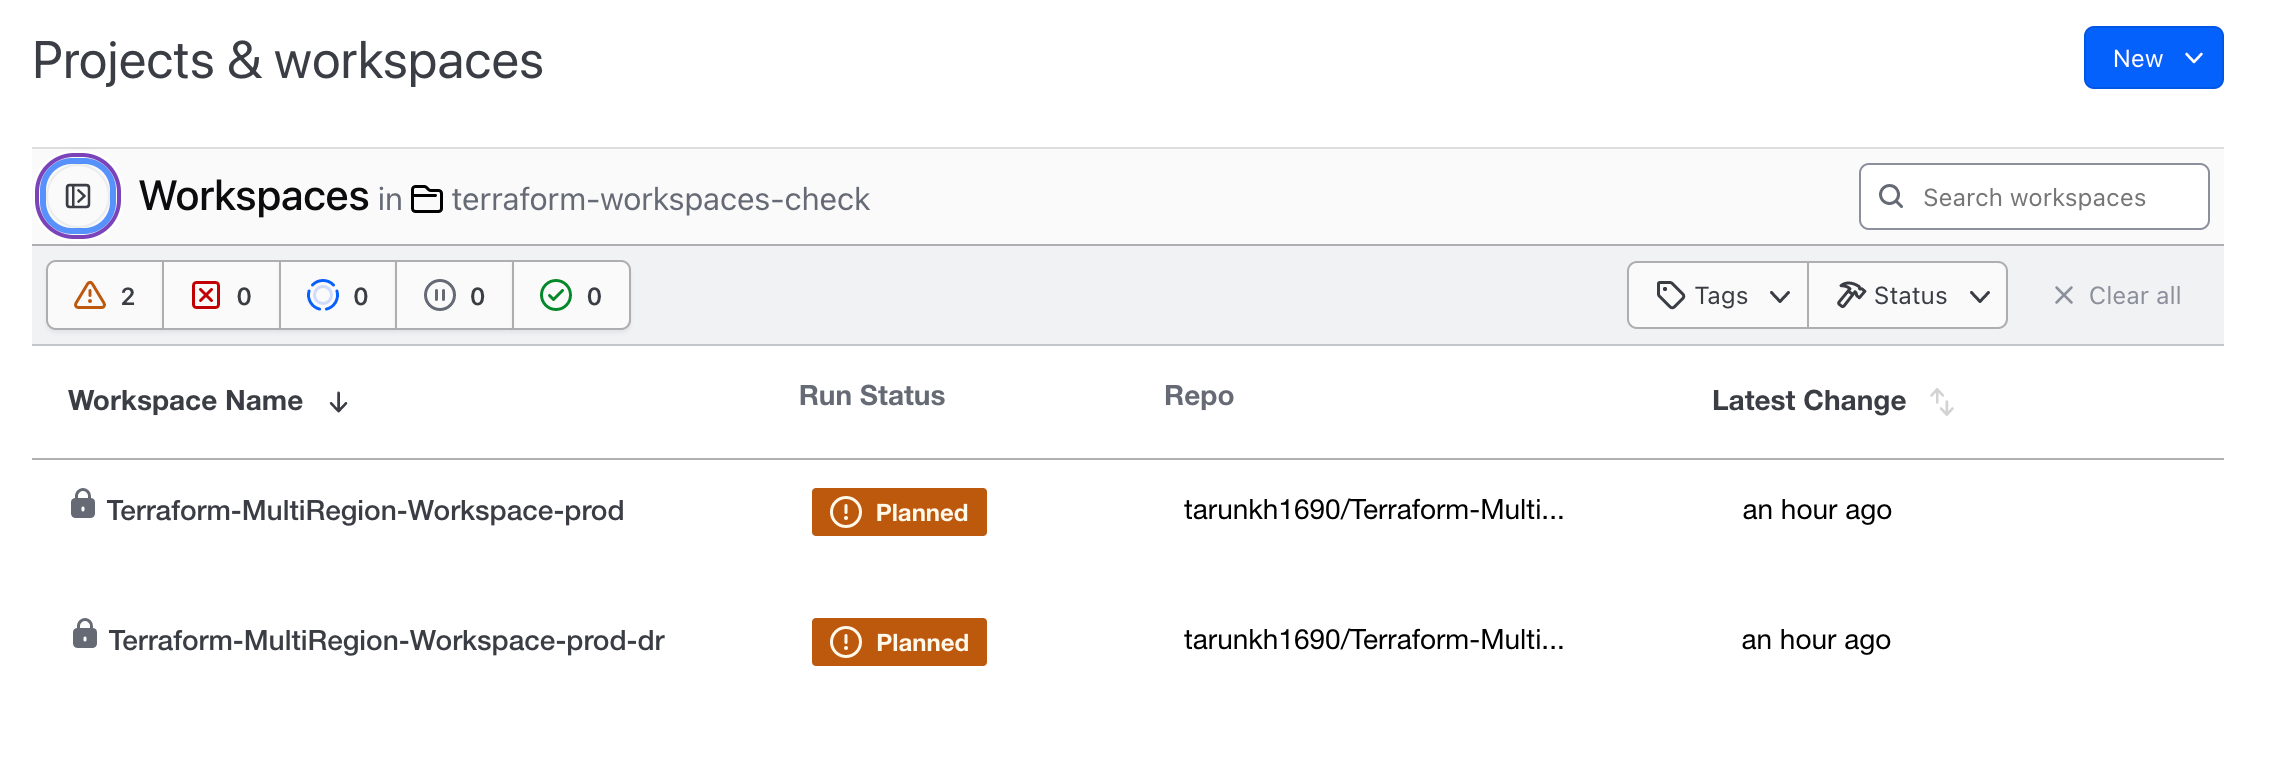 Projects & workspaces
New
Workspaces in terraform-workspaces-check
Search workspaces
2 0 0 0 0
Tags Status Clear all
Workspace Name Run Status Repo Latest Change
Terraform-MultiRegion-Workspace-prod Planned tarunkh1690/Terraform-Multi... an hour ago
Terraform-MultiRegion-Workspace-prod-dr Planned tarunkh1690/Terraform-Multi... an hour ago